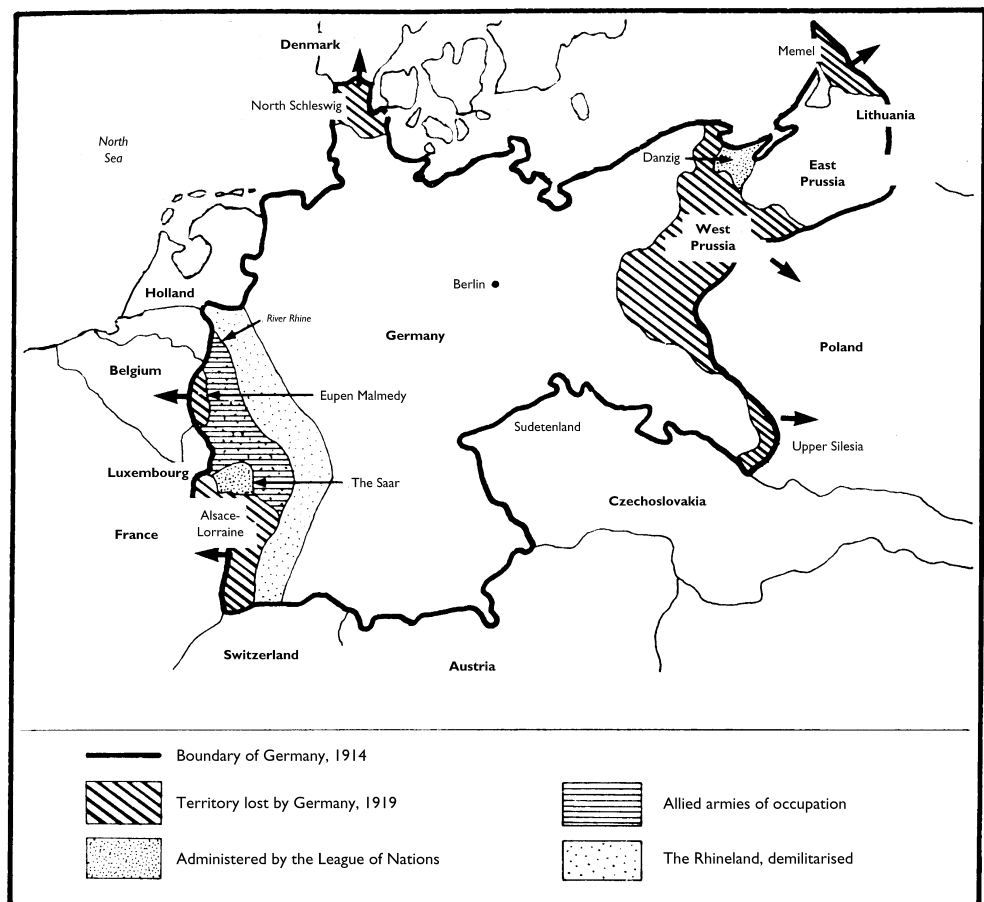 Denmark
Memel
North Schleswig
Lithuania
North
Sea
Danzig
East
Prussia
West
Prussia
Berlin
Holland
River Rhine
Germany
Poland
Belgium
Eupen Malmedy
Sudetenland
Upper Silesia
Luxembourg
The Saar
Czechoslovakia
Alsace-
Lorraine
France
Switzerland
Austria
Boundary of Germany, 1914
Territory lost by Germany, 1919
Allied armies of occupation
Administered by the League of Nations
The Rhineland, demilitarised